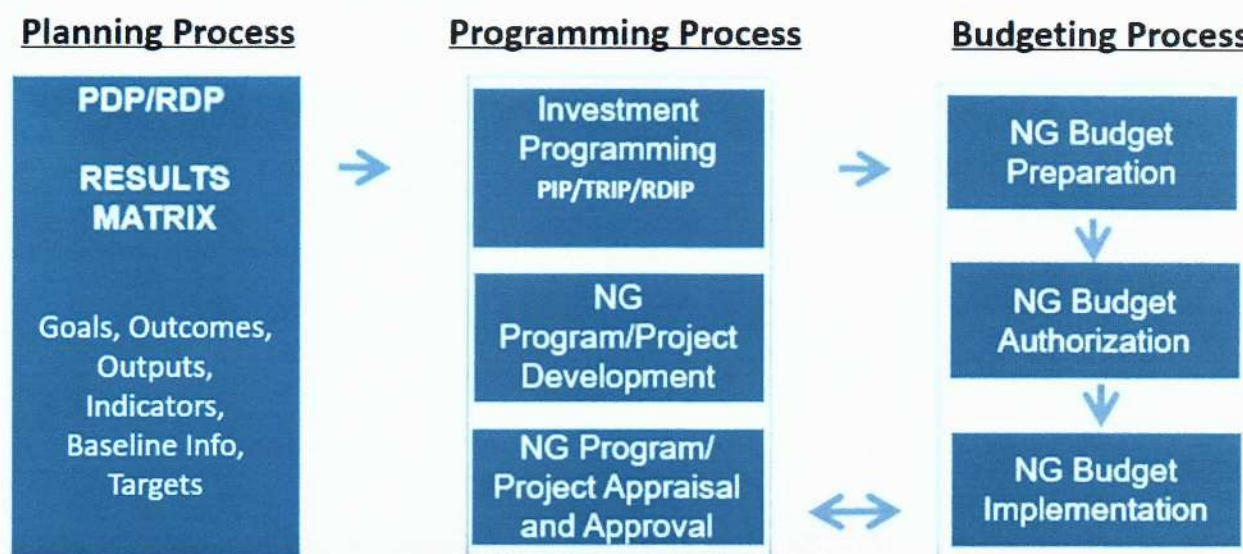 Planning Process
PDP/RDP
RESULTS
MATRIX
Goals, Outcomes,
Outputs,
Indicators,
Baseline Info,
Targets
Programming Process
Investment
Programming
PIP/TRIP/RDIP
NG
Program/Project
Development
NG Program/
Project Appraisal
and Approval
Budgeting Process
NG Budget
Preparation
NG Budget
Authorization
NG Budget
Implementation